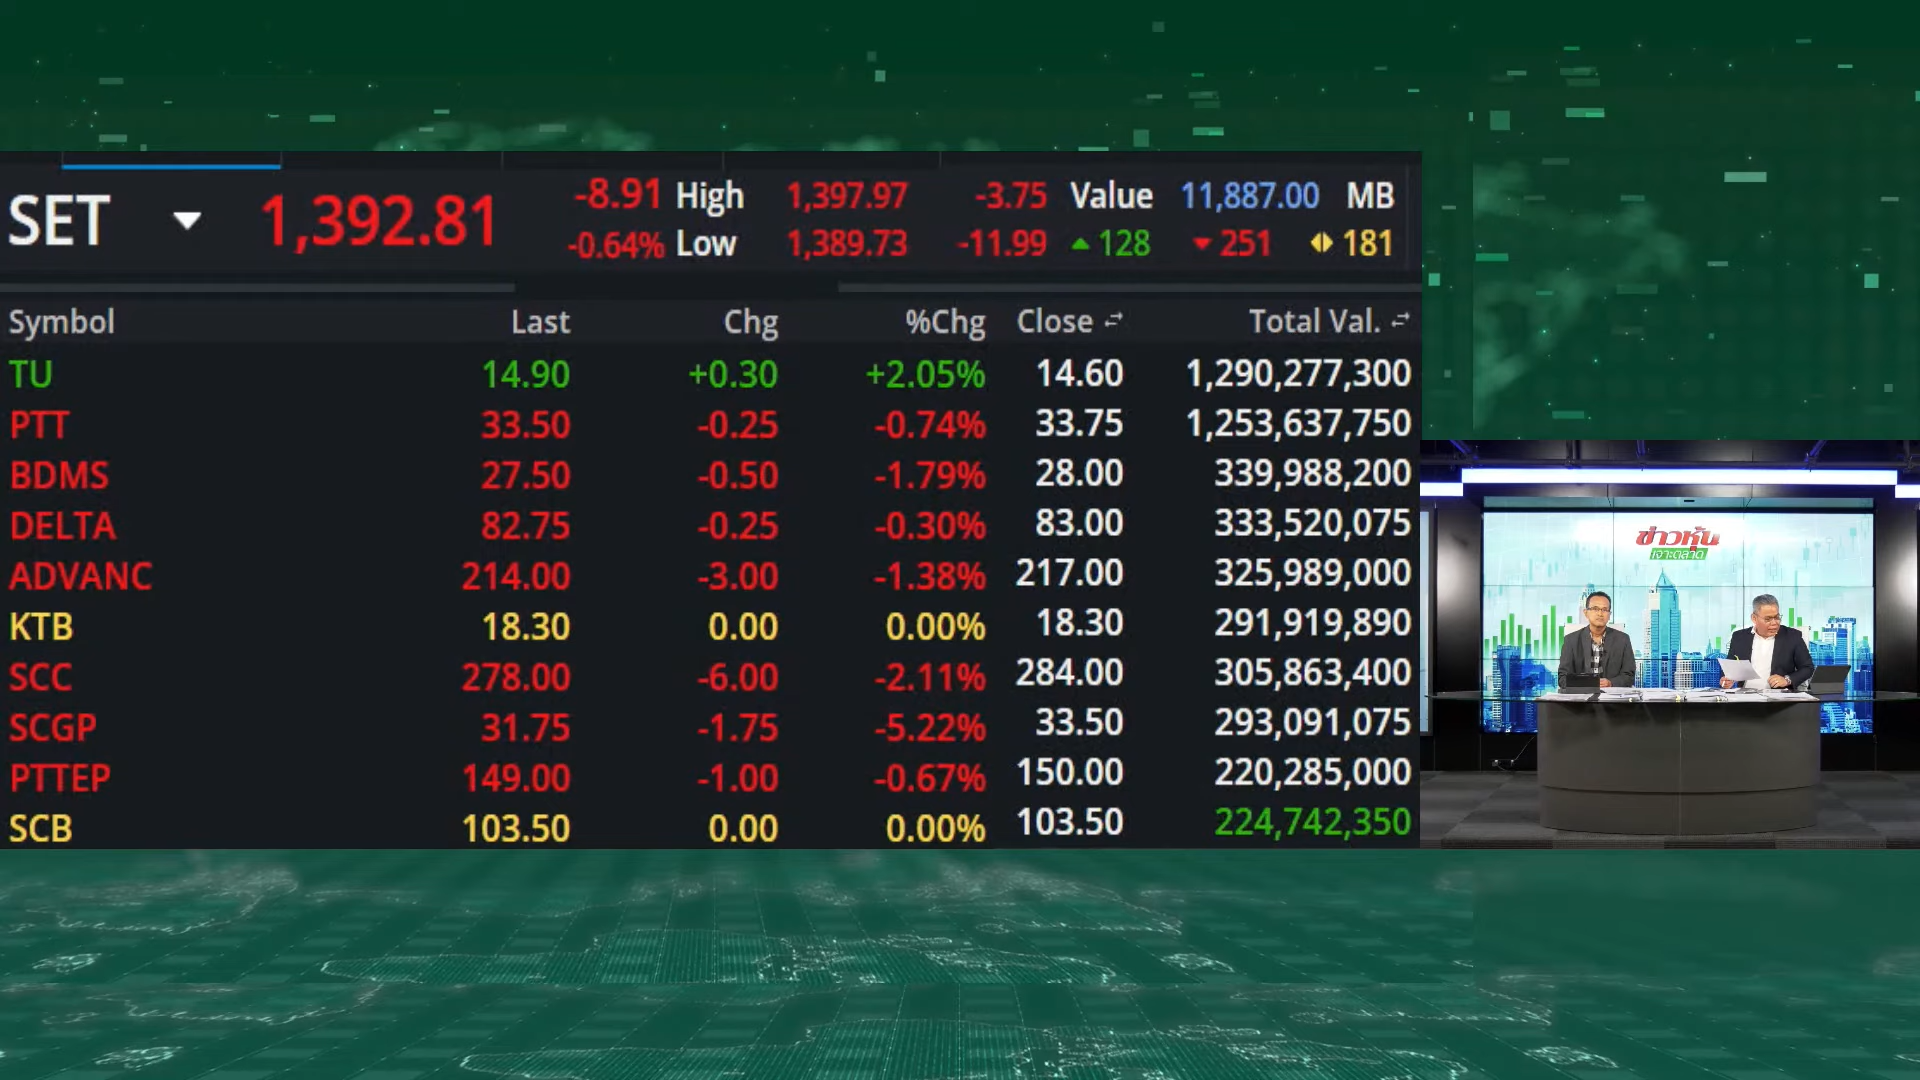 SET 1,392.81 -8.91 High 1,397.97 -3.75 Value 11,887.00 MB
-0.64% Low 1,389.73 -11.99 128 251 181
Symbol Last Chg %Chg Close Total Val.
TU 14.90 +0.30 +2.05% 14.60 1,290,277,300
PTT 33.50 -0.25 -0.74% 33.75 1,253,637,750
BDMS 27.50 -0.50 -1.79% 28.00 339,988,200
DELTA 82.75 -0.25 -0.30% 83.00 333,520,075
ADVANC 214.00 -3.00 -1.38% 217.00 325,989,000
KTB 18.30 0.00 0.00% 18.30 291,919,890
SCC 278.00 -6.00 -2.11% 284.00 305,863,400
SCGP 31.75 -1.75 -5.22% 33.50 293,091,075
PTTEP 149.00 -1.00 -0.67% 150.00 220,285,000
SCB 103.50 0.00 0.00% 103.50 224,742,350
ข่าวหุ้น
เจาะตลาด